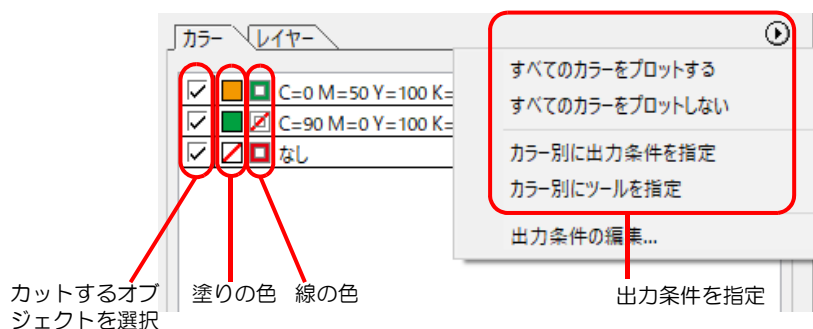 カラー レイヤー
すべてのカラーをプロットする
すべてのカラーをプロットしない
カラー別に出力条件を指定
カラー別にツールを指定
出力条件の編集...
C=0 M=50 Y=100 K=
C=90 M=0 Y=100 K=
なし
カットするオブ
ジェクトを選択
塗りの色
線の色
出力条件を指定